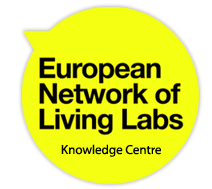 European
Network of
Living Labs
Knowledge Centre